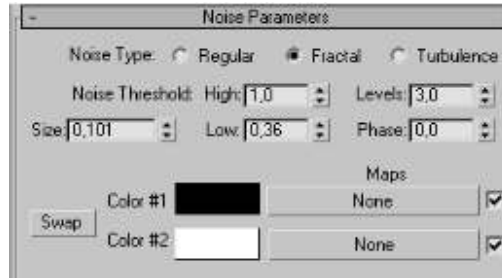 - Noise Parameters
Noise Type: Regular Fractal Turbulence
Noise Threshold: High: 1,0 Levels: 3,0
Size: 0,101 Low: 0,36 Phase: 0,0
Maps
Color #1 None
Swap
Color #2 None